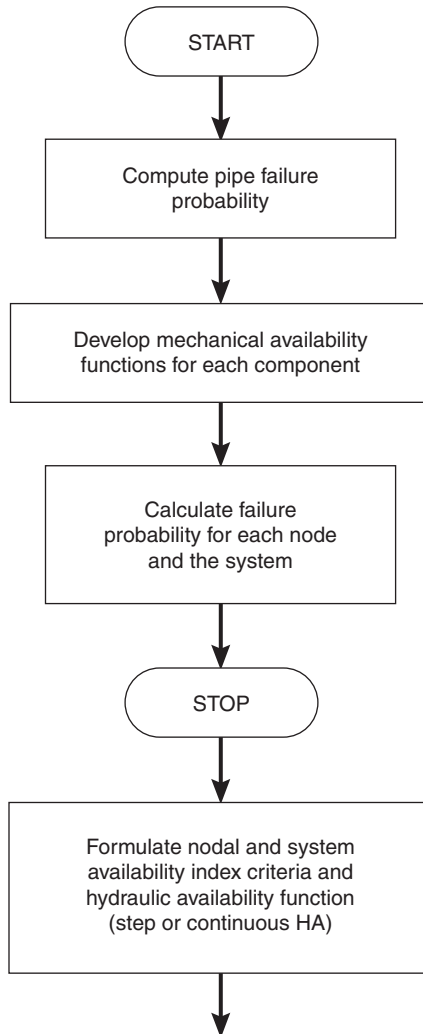 START
Compute pipe failure
probability
Develop mechanical availability
functions for each component
Calculate failure
probability for each node
and the system
STOP
Formulate nodal and system
availability index criteria and
hydraulic availability function
(step or continuous HA)